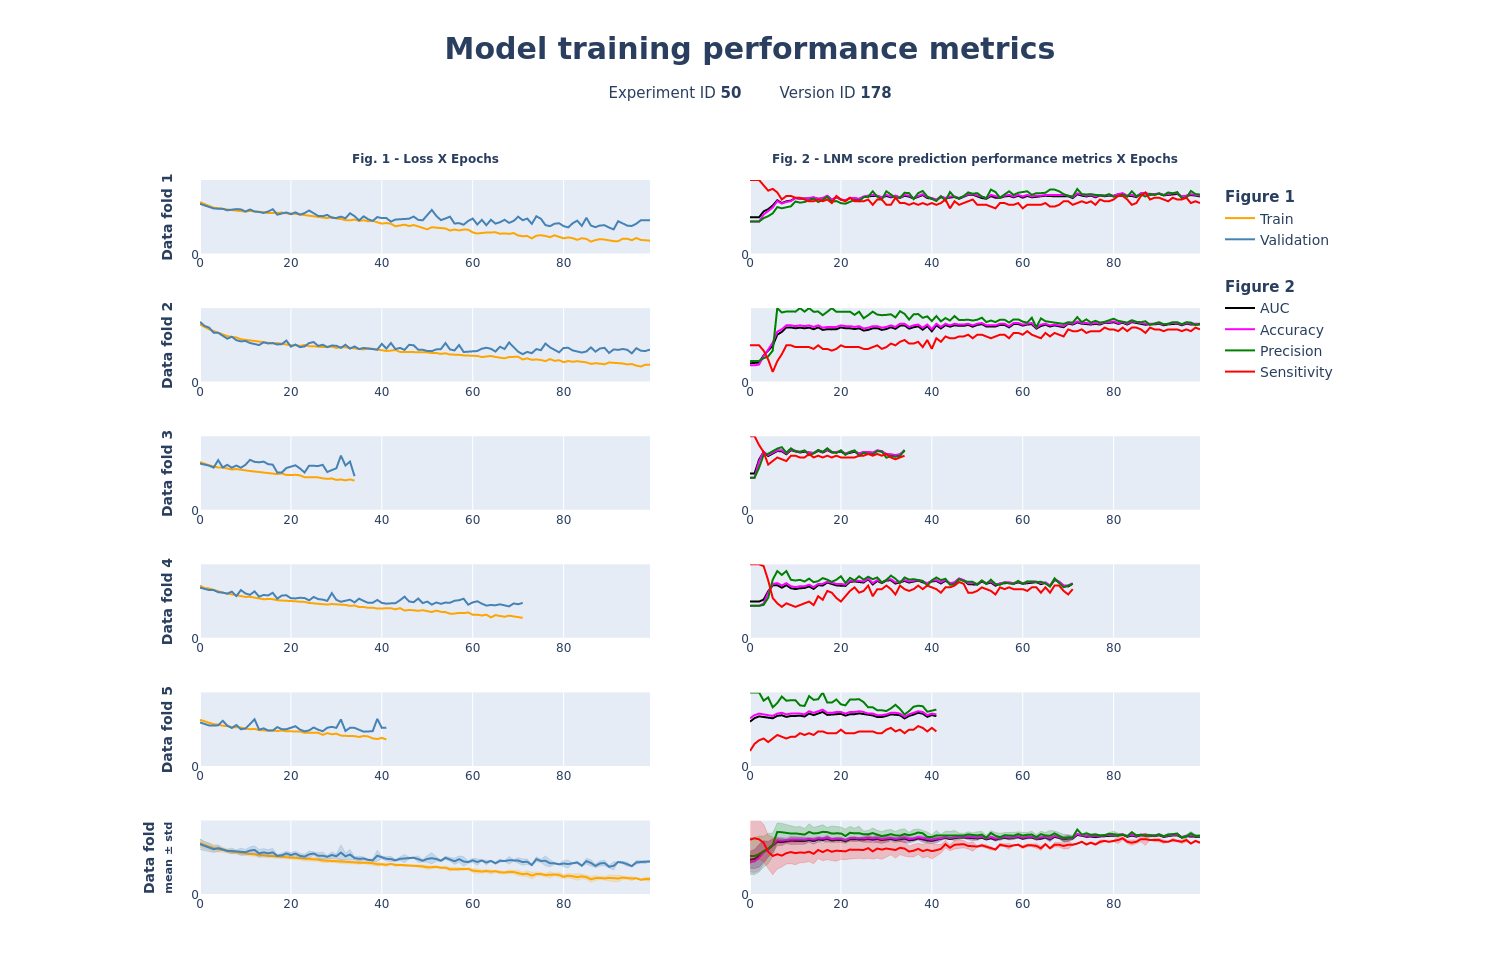 Model training performance metrics
Experiment ID 50 Version ID 178
Fig. 1 - Loss X Epochs
Fig. 2 - LNM score prediction performance metrics X Epochs
Data fold 1
0
0 20 40 60 80
0
0 20 40 60 80
Figure 1
Train
Validation
Figure 2
AUC
Accuracy
Precision
Sensitivity
Data fold 2
0
0 20 40 60 80
0
0 20 40 60 80
Data fold 3
0
0 20 40 60 80
0
0 20 40 60 80
Data fold 4
0
0 20 40 60 80
0
0 20 40 60 80
Data fold 5
0
0 20 40 60 80
0
0 20 40 60 80
Data fold
mean ± std
0
0 20 40 60 80
0
0 20 40 60 80